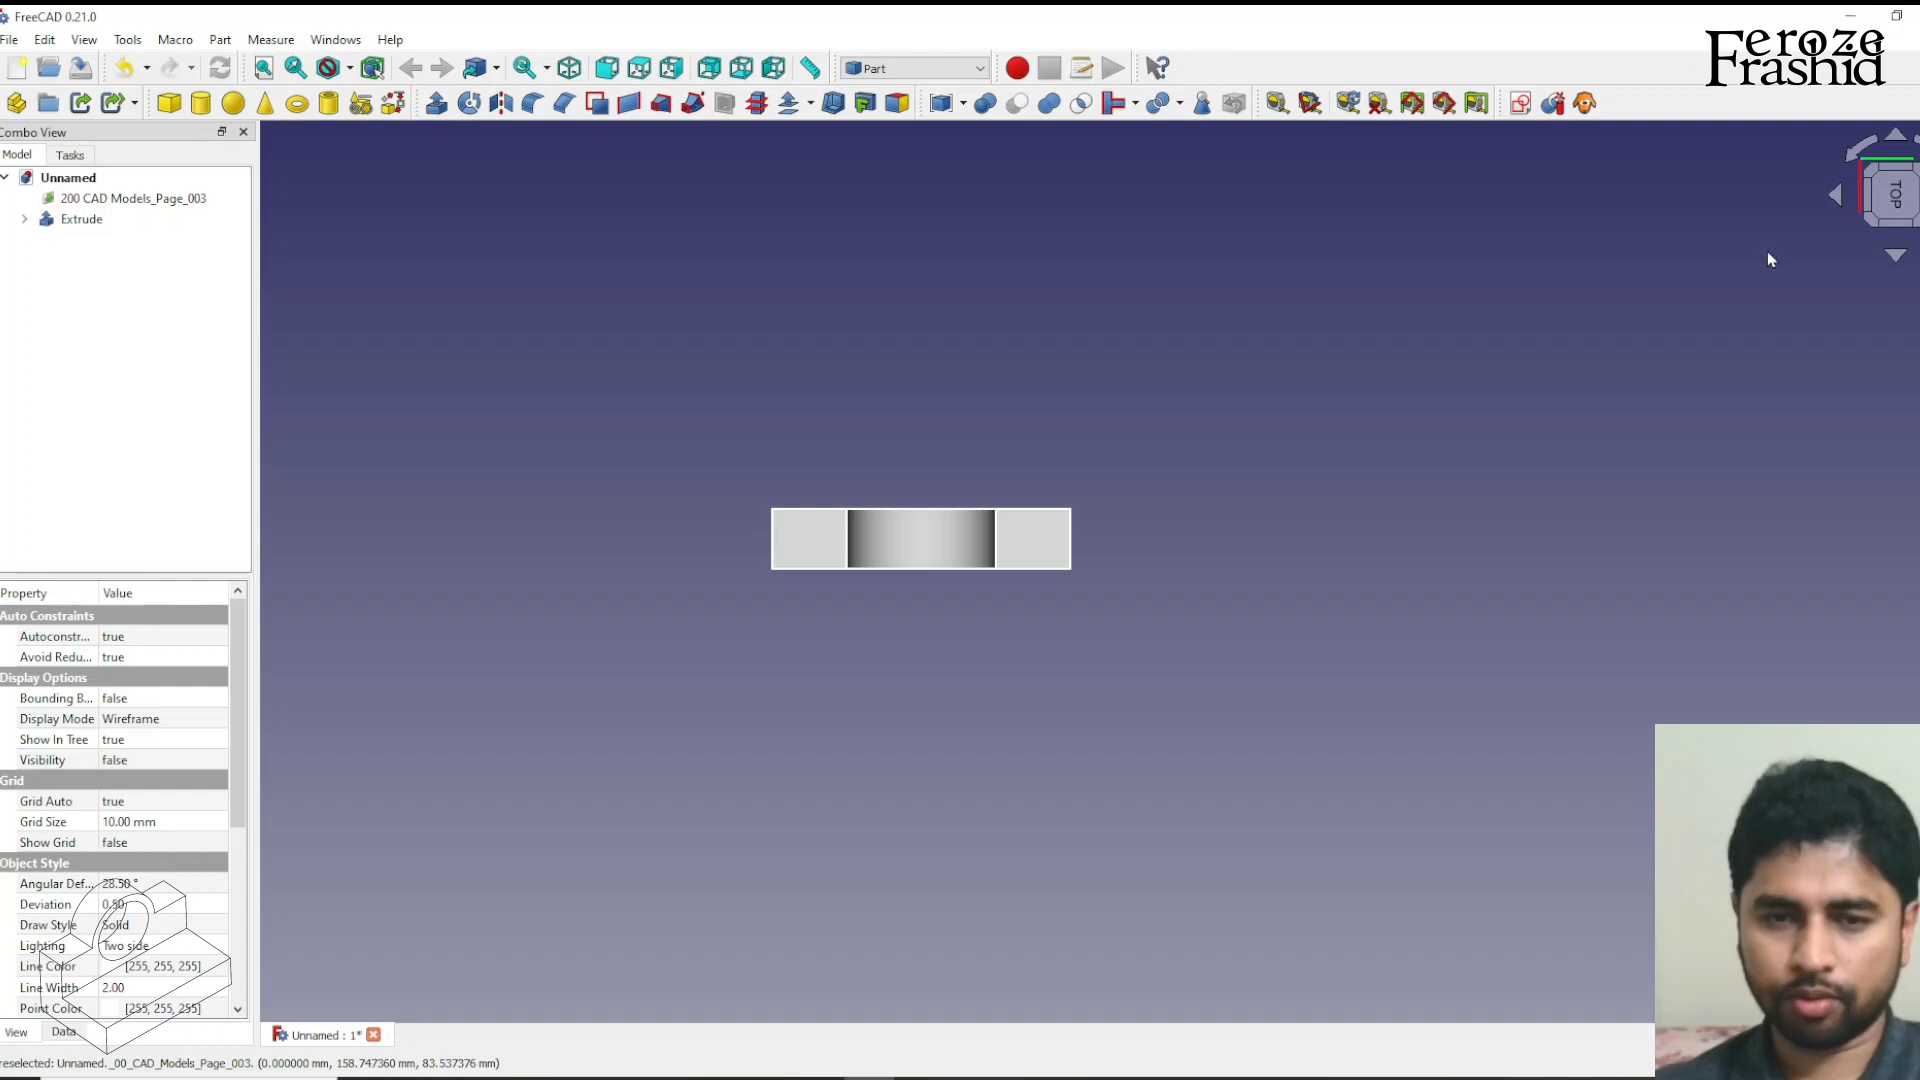 FreeCAD 0.21.0
File Edit View Tools Macro Part Measure Windows Help
Feroze
Frashid
Part
Combo View
Model Tasks
Unnamed
200 CAD Models_Page_003
Extrude
TOP
Property Value
Auto Constraints
Autoconstr... true
Avoid Redu... true
Display Options
Bounding B... false
Display Mode Wireframe
Show In Tree true
Visibility false
Grid
Grid Auto true
Grid Size 10.00 mm
Show Grid false
Object Style
Angular Def... 28.50 °
Deviation 0.50
Draw Style Solid
Lighting Two side
Line Color [255, 255, 255]
Line Width 2.00
Point Color [255, 255, 255]
View Data
Unnamed : 1*
reselected: Unnamed._00_CAD_Models_Page_003. (0.000000 mm, 158.747360 mm, 83.537376 mm)